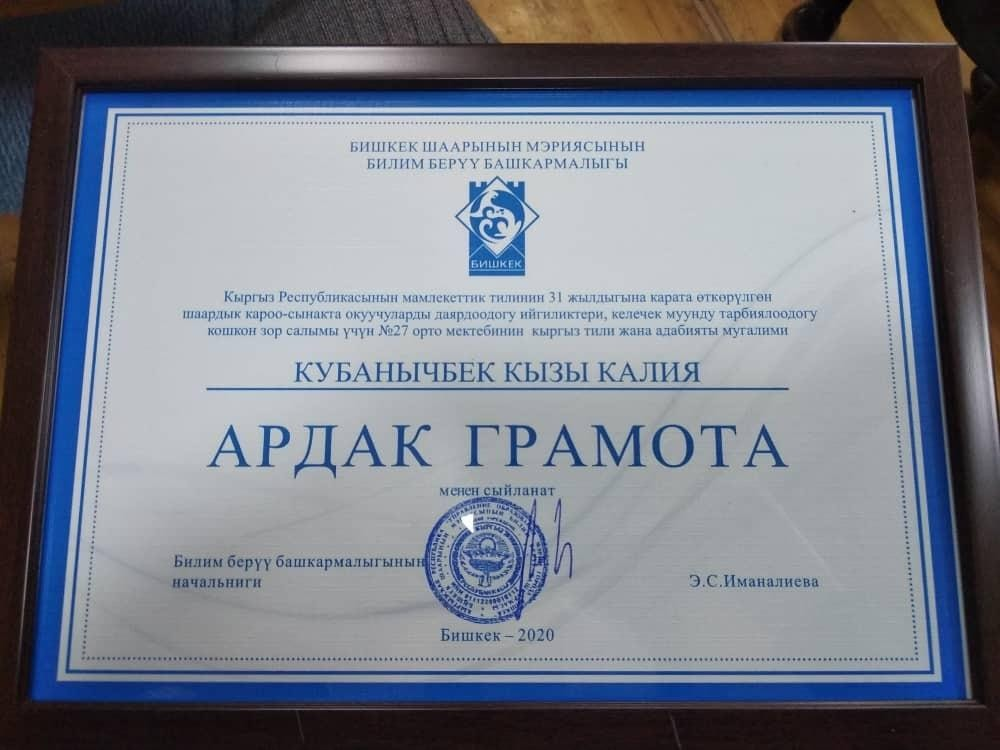 БИШКЕК ШААРЫНЫН МЭРИЯСЫНЫН
БИЛИМ БЕРҮҮ БАШКАРМАЛЫГЫ
БИШКЕК
Кыргыз Республикасынын мамлекеттик тилинин 31 жылдыгына карата өткөрүлгөн
шаардык кароо-сынакта окуучуларды даярдоодогу ийгиликтери, келечек муунду тарбиялоодогу
кошкон зор салымы үчүн №27 орто мектебинин кыргыз тили жана адабияты мугалими
КУБАНЫЧБЕК КЫЗЫ КАЛИЯ
АРДАК ГРАМОТА
менен сыйланат
Билим берүү башкармалыгынын
начальниги
Э.С.Иманалиева
Бишкек – 2020